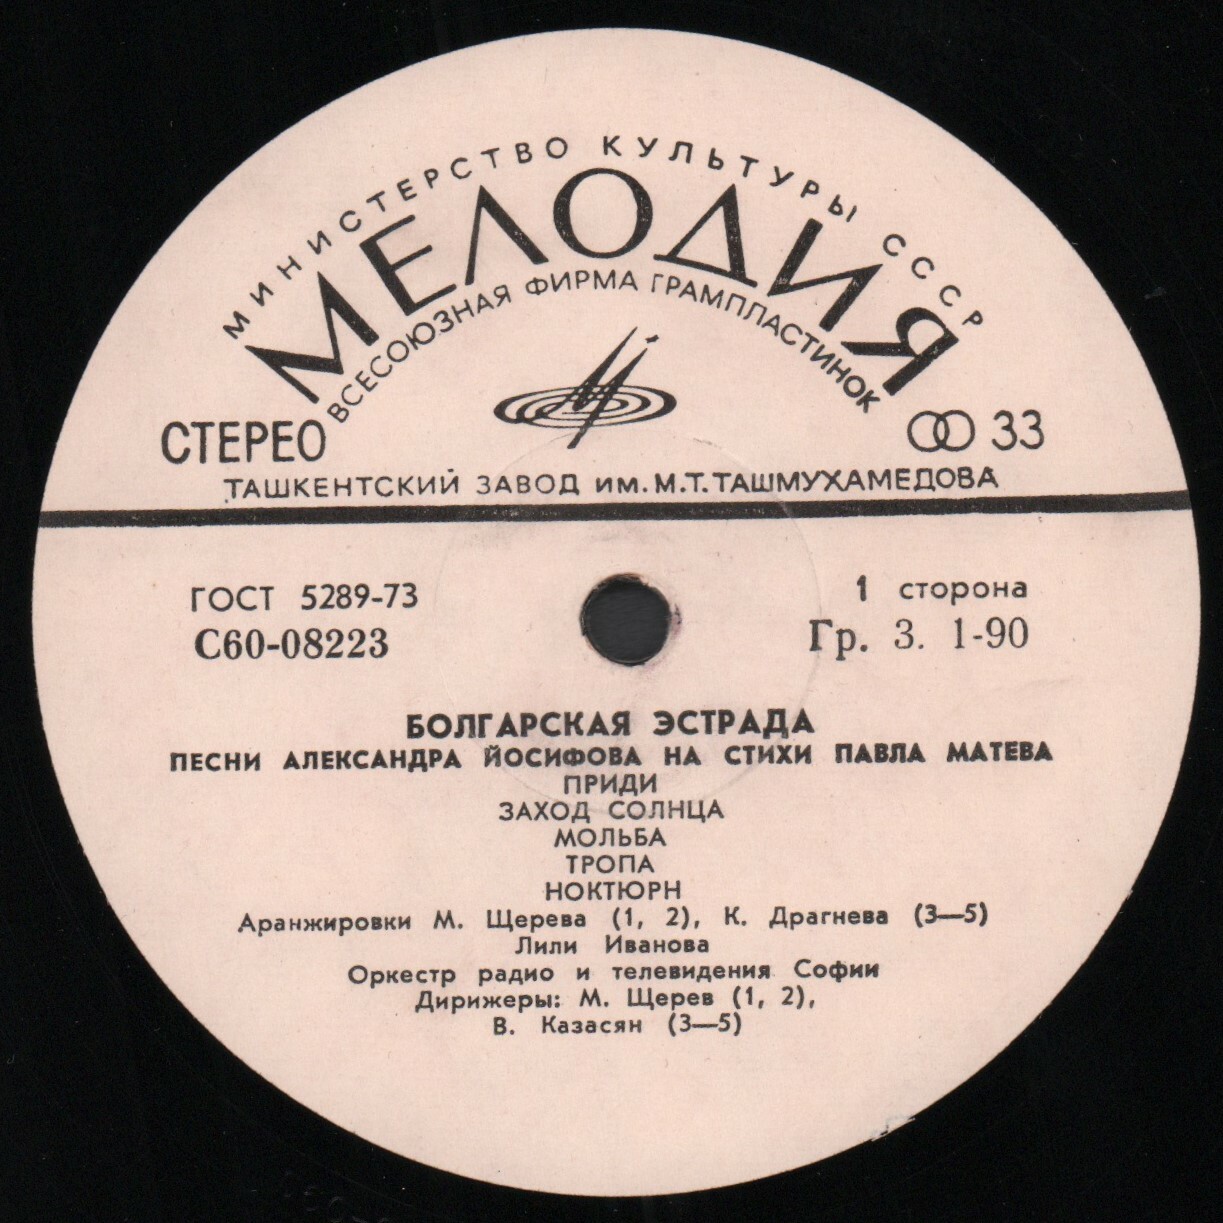 МИНИСТЕРСТВО КУЛЬТУРЫ СССР
МЕЛОДИЯ
ВСЕСОЮЗНАЯ ФИРМА ГРАМПЛАСТИНОК
СТЕРЕО
33
ТАШКЕНТСКИЙ ЗАВОД ИМ. М.Т. ТАШМУХАМЕДОВА
ГОСТ 5289-73
1 сторона
С60-08223
Гр. 3. 1-90
БОЛГАРСКАЯ ЭСТРАДА
ПЕСНИ АЛЕКСАНДРА ЙОСИФОВА НА СТИХИ ПАВЛА МАТЕВА
ПРИДИ
ЗАХОД СОЛНЦА
МОЛЬБА
ТРОПА
НОКТЮРН
Аранжировки М. Щерева (1, 2), К. Драгнева (3—5)
Лили Иванова
Оркестр радио и телевидения Софии
Дирижеры: М. Щерев (1, 2),
В. Казасян (3—5)